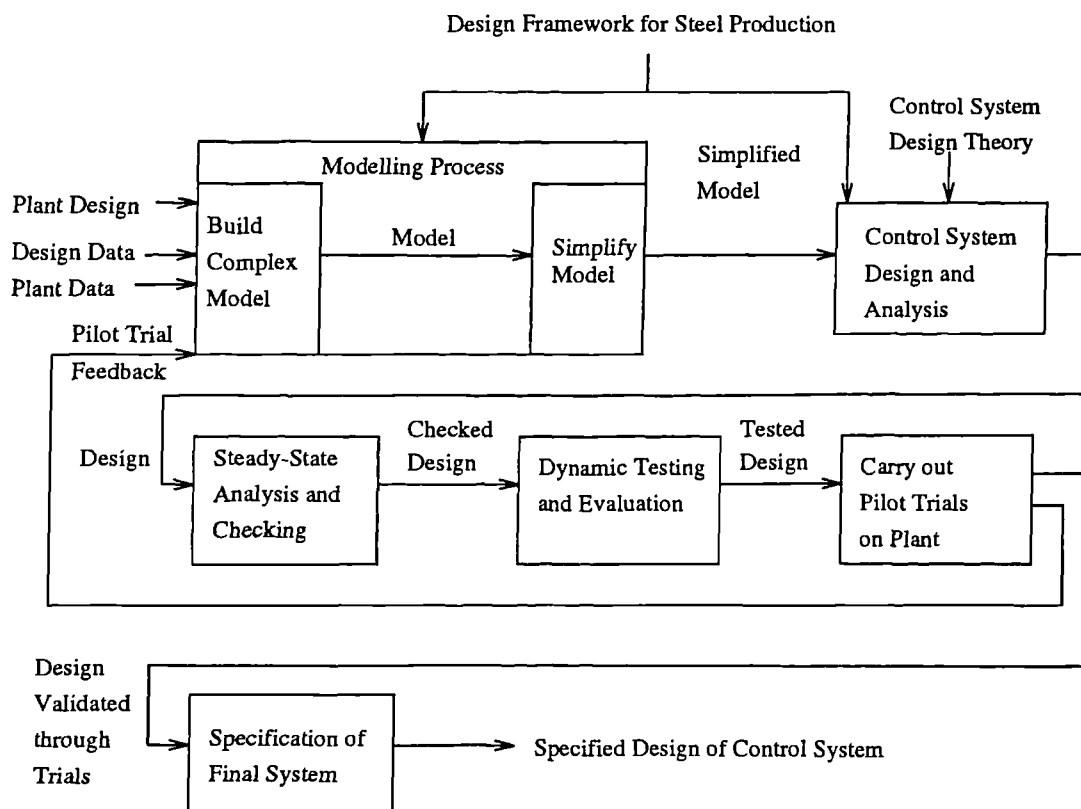 Design Framework for Steel Production
Control System
Design Theory
Simplified
Model
Modelling Process
Plant Design
Design Data
Plant Data
Build
Complex
Model
Model
Simplify
Model
Control System
Design and
Analysis
Pilot Trial
Feedback
Design
Steady-State
Analysis and
Checking
Checked
Design
Dynamic Testing
and Evaluation
Tested
Design
Carry out
Pilot Trials
on Plant
Design
Validated
through
Trials
Specification of
Final System
Specified Design of Control System